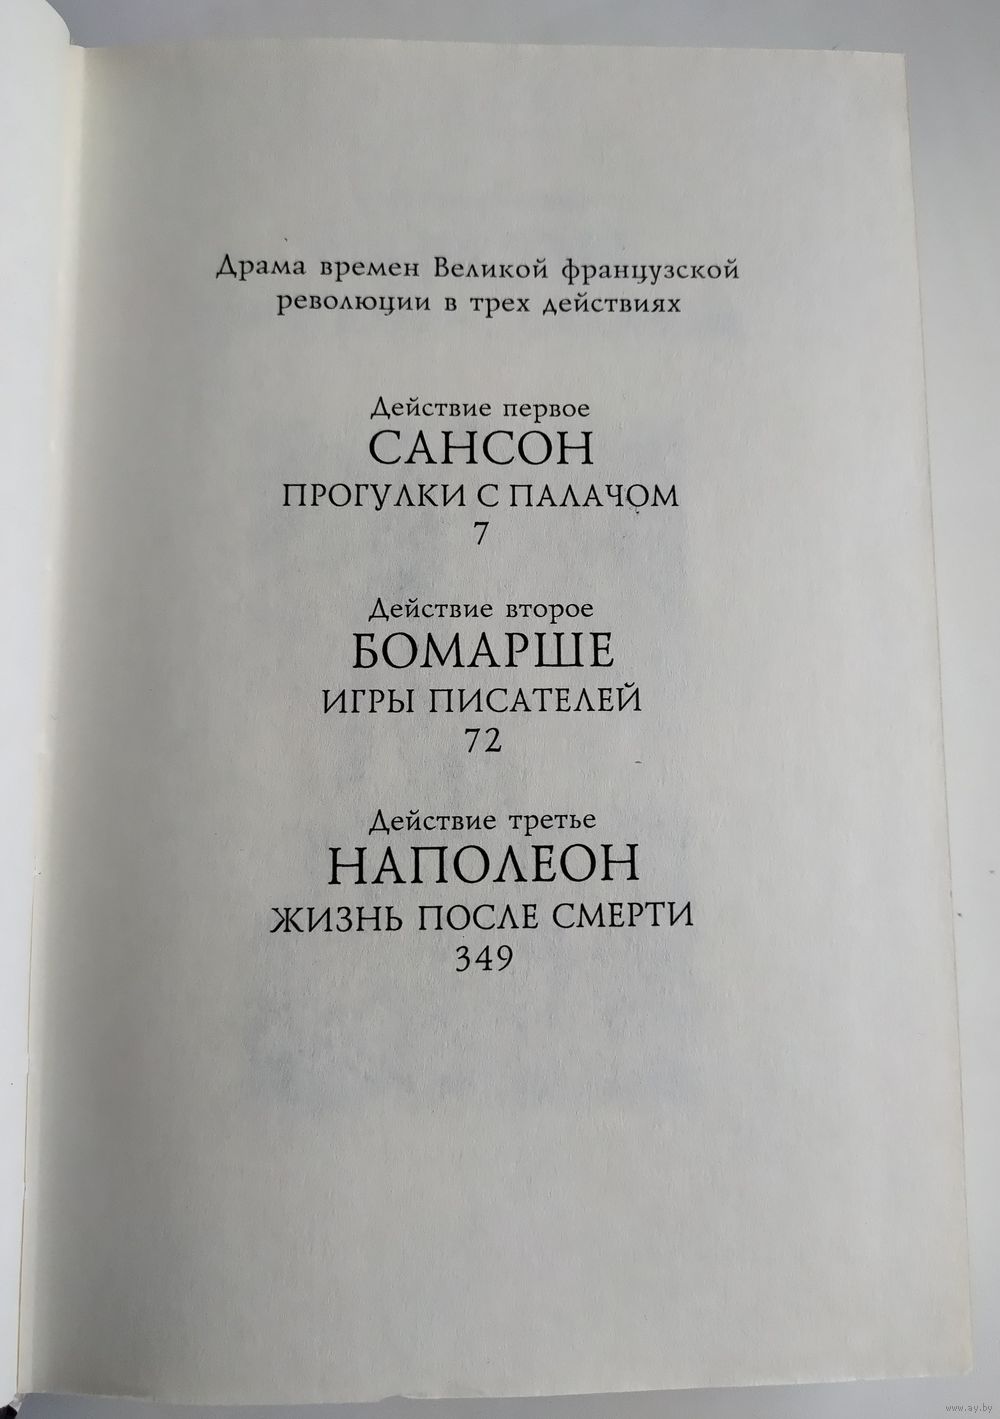 Драма времен Великой французской
революции в трех действиях
Действие первое
САНСОН
ПРОГУЛКИ С ПАЛАЧОМ
7
Действие второе
БОМАРШЕ
ИГРЫ ПИСАТЕЛЕЙ
72
Действие третье
НАПОЛЕОН
ЖИЗНЬ ПОСЛЕ СМЕРТИ
349
www.ay.by